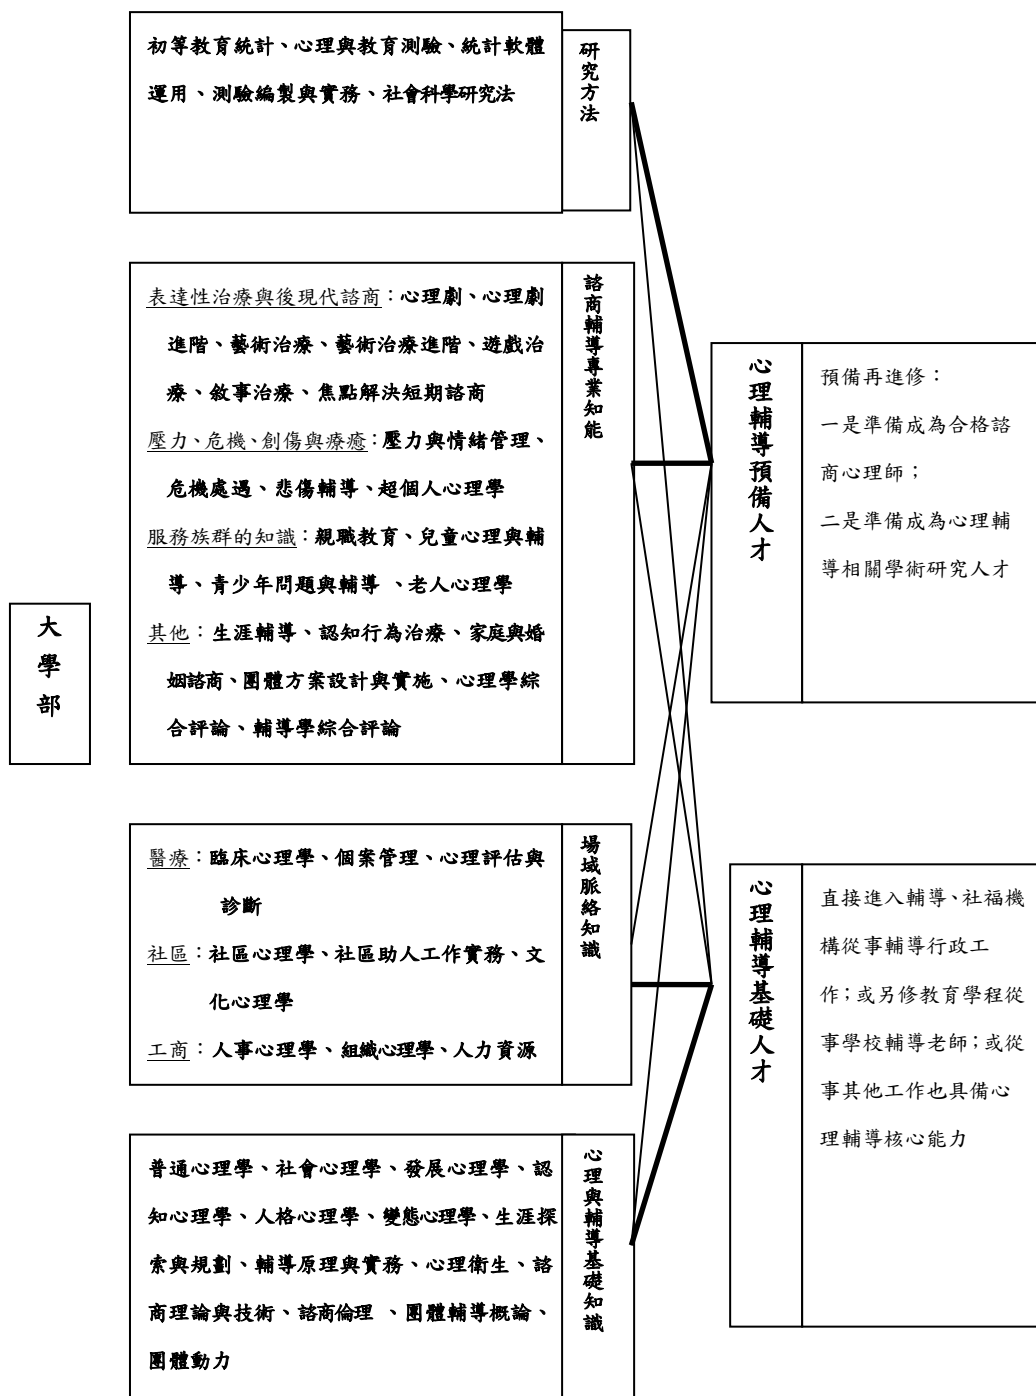 初等教育統計、心理與教育測驗、統計軟體
運用、測驗編製與實務、社會科學研究法
研究方法
表達性治療與後現代諮商：心理劇、心理劇
進階、藝術治療、藝術治療進階、遊戲治
療、敘事治療、焦點解決短期諮商
壓力、危機、創傷與療癒：壓力與情緒管理、
危機處遇、悲傷輔導、超個人心理學
服務族群的知識：親職教育、兒童心理與輔
導、青少年問題與輔導 、老人心理學
其他：生涯輔導、認知行為治療、家庭與婚
姻諮商、團體方案設計與實施、心理學綜
合評論、輔導學綜合評論
諮商輔導專業知能
大學部
醫療：臨床心理學、個案管理、心理評估與
診斷
社區：社區心理學、社區助人工作實務、文
化心理學
工商：人事心理學、組織心理學、人力資源
場域脈絡知識
普通心理學、社會心理學、發展心理學、認
知心理學、人格心理學、變態心理學、生涯探
索與規劃、輔導原理與實務、心理衛生、諮
商理論與技術、諮商倫理 、團體輔導概論、
團體動力
心理與輔導基礎知識
心理輔導預備人才
預備再進修：
一是準備成為合格諮
商心理師；
二是準備成為心理輔
導相關學術研究人才
心理輔導基礎人才
直接進入輔導、社福機
構從事輔導行政工
作；或另修教育學程從
事學校輔導老師；或從
事其他工作也具備心
理輔導核心能力